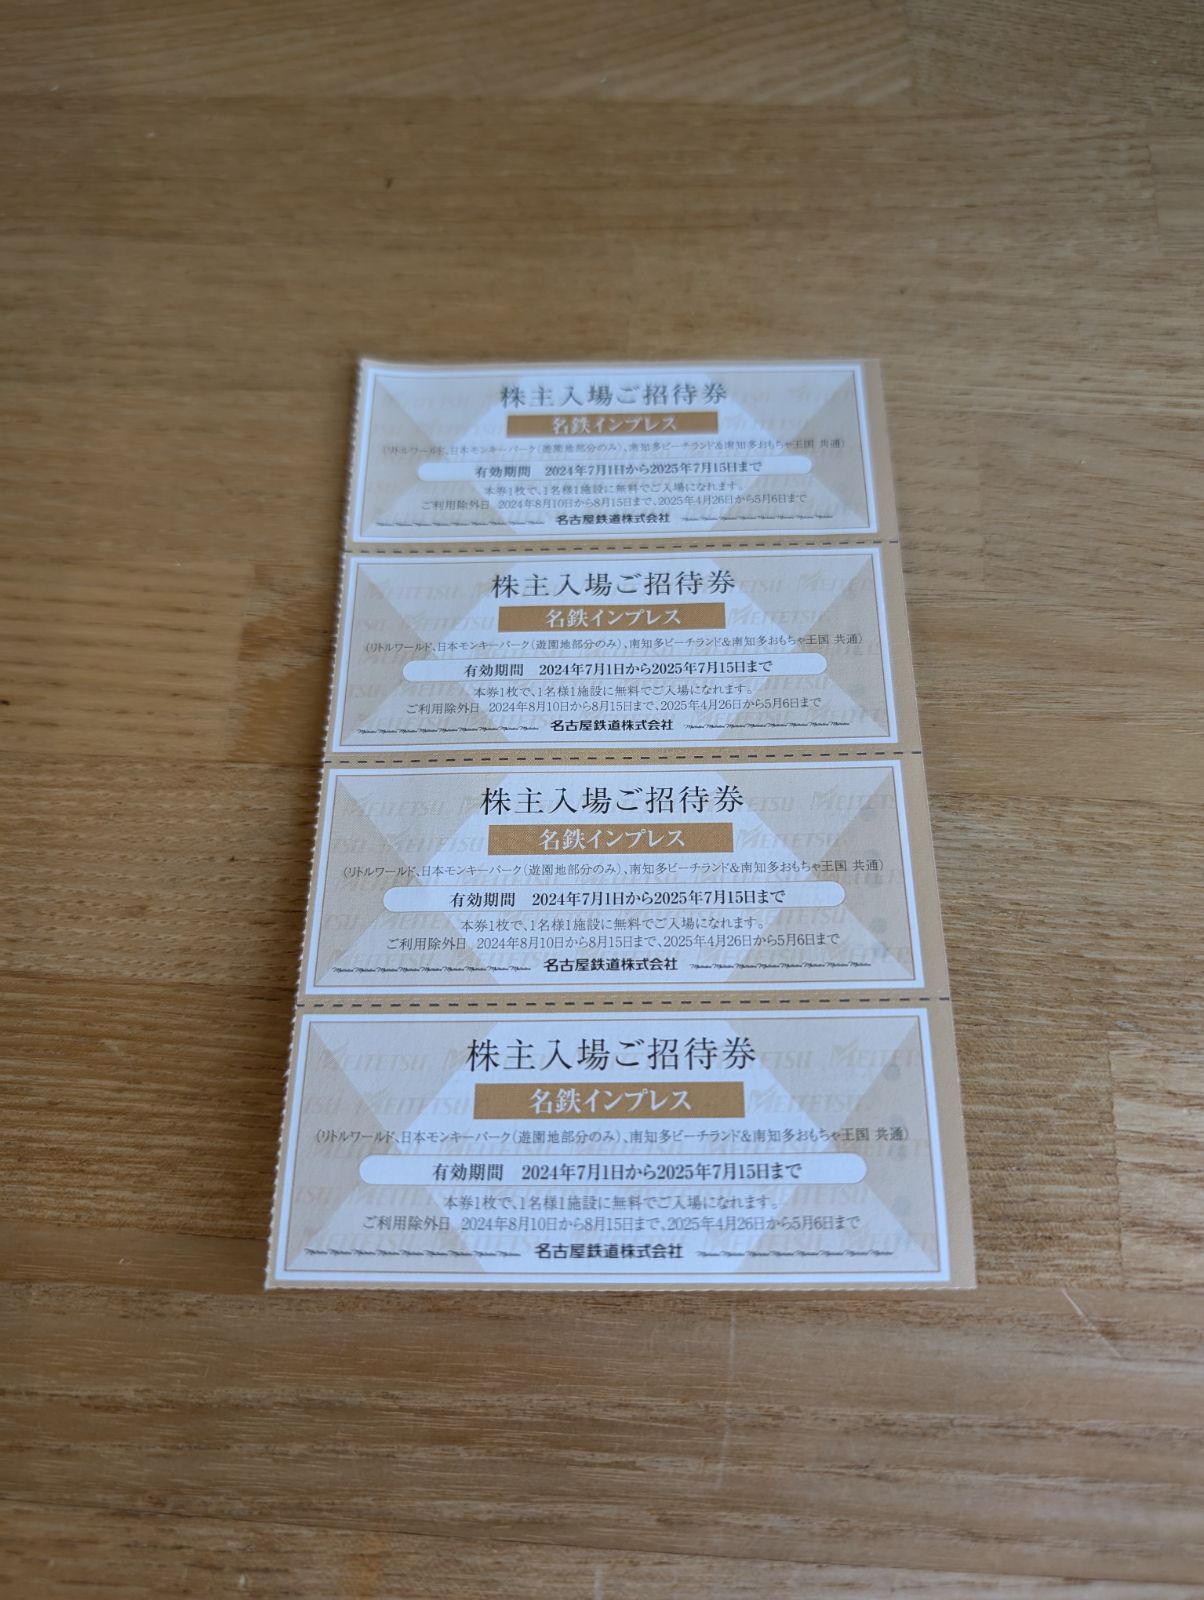 株主入場ご招待券
名鉄インプレス
(リトルワールド、日本モンキーパーク(遊園地部分のみ)、南知多ビーチランド&南知多おもちゃ王国 共通)
有効期間 2024年7月1日から2025年7月15日まで
本券1枚で、1名様1施設に無料でご入場になれます。
ご利用除外日 2024年8月10日から8月15日まで、2025年4月26日から5月6日まで
名古屋鉄道株式会社
株主入場ご招待券
名鉄インプレス
(リトルワールド、日本モンキーパーク(遊園地部分のみ)、南知多ビーチランド&南知多おもちゃ王国 共通)
有効期間 2024年7月1日から2025年7月15日まで
本券1枚で、1名様1施設に無料でご入場になれます。
ご利用除外日 2024年8月10日から8月15日まで、2025年4月26日から5月6日まで
名古屋鉄道株式会社
株主入場ご招待券
名鉄インプレス
(リトルワールド、日本モンキーパーク(遊園地部分のみ)、南知多ビーチランド&南知多おもちゃ王国 共通)
有効期間 2024年7月1日から2025年7月15日まで
本券1枚で、1名様1施設に無料でご入場になれます。
ご利用除外日 2024年8月10日から8月15日まで、2025年4月26日から5月6日まで
名古屋鉄道株式会社
株主入場ご招待券
名鉄インプレス
(リトルワールド、日本モンキーパーク(遊園地部分のみ)、南知多ビーチランド&南知多おもちゃ王国 共通)
有効期間 2024年7月1日から2025年7月15日まで
本券1枚で、1名様1施設に無料でご入場になれます。
ご利用除外日 2024年8月10日から8月15日まで、2025年4月26日から5月6日まで
名古屋鉄道株式会社